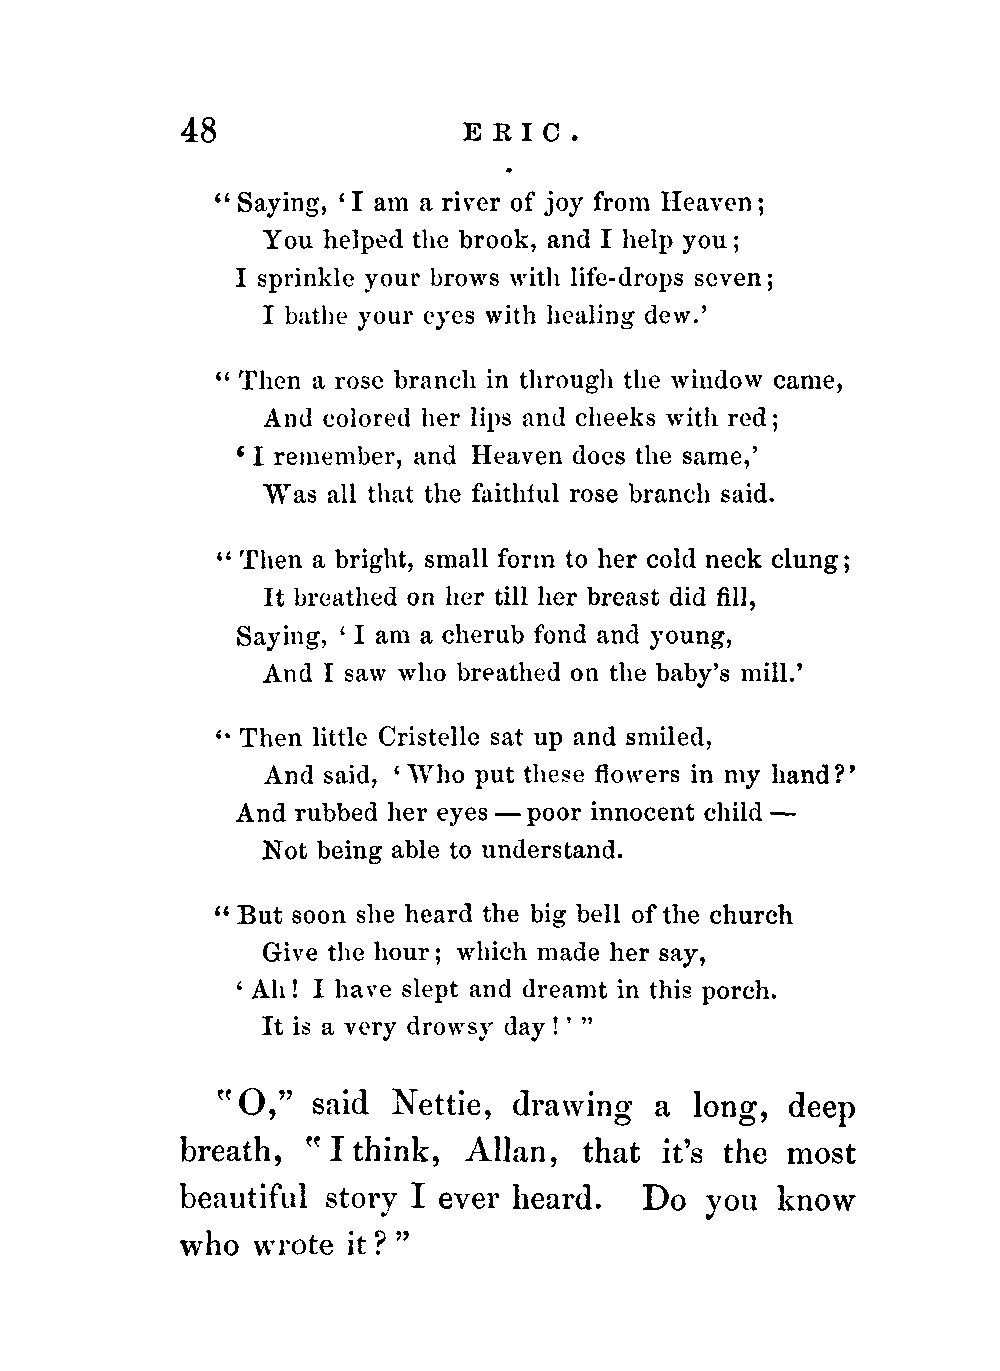 48 ERIC.
“Saying, ‘I am a river of joy from Heaven;
You helped the brook, and I help you;
I sprinkle your brows with life-drops seven;
I bathe your eyes with healing dew.’
“Then a rose branch in through the window came,
And colored her lips and cheeks with red;
‘I remember, and Heaven does the same,’
Was all that the faithful rose branch said.
“Then a bright, small form to her cold neck clung;
It breathed on her till her breast did fill,
Saying, ‘I am a cherub fond and young,
And I saw who breathed on the baby’s mill.’
“Then little Cristelle sat up and smiled,
And said, ‘Who put these flowers in my hand?’
And rubbed her eyes — poor innocent child —
Not being able to understand.
“But soon she heard the big bell of the church
Give the hour; which made her say,
‘Ah! I have slept and dreamt in this porch.
It is a very drowsy day!’”
“O,” said Nettie, drawing a long, deep
breath, “I think, Allan, that it’s the most
beautiful story I ever heard. Do you know
who wrote it?”